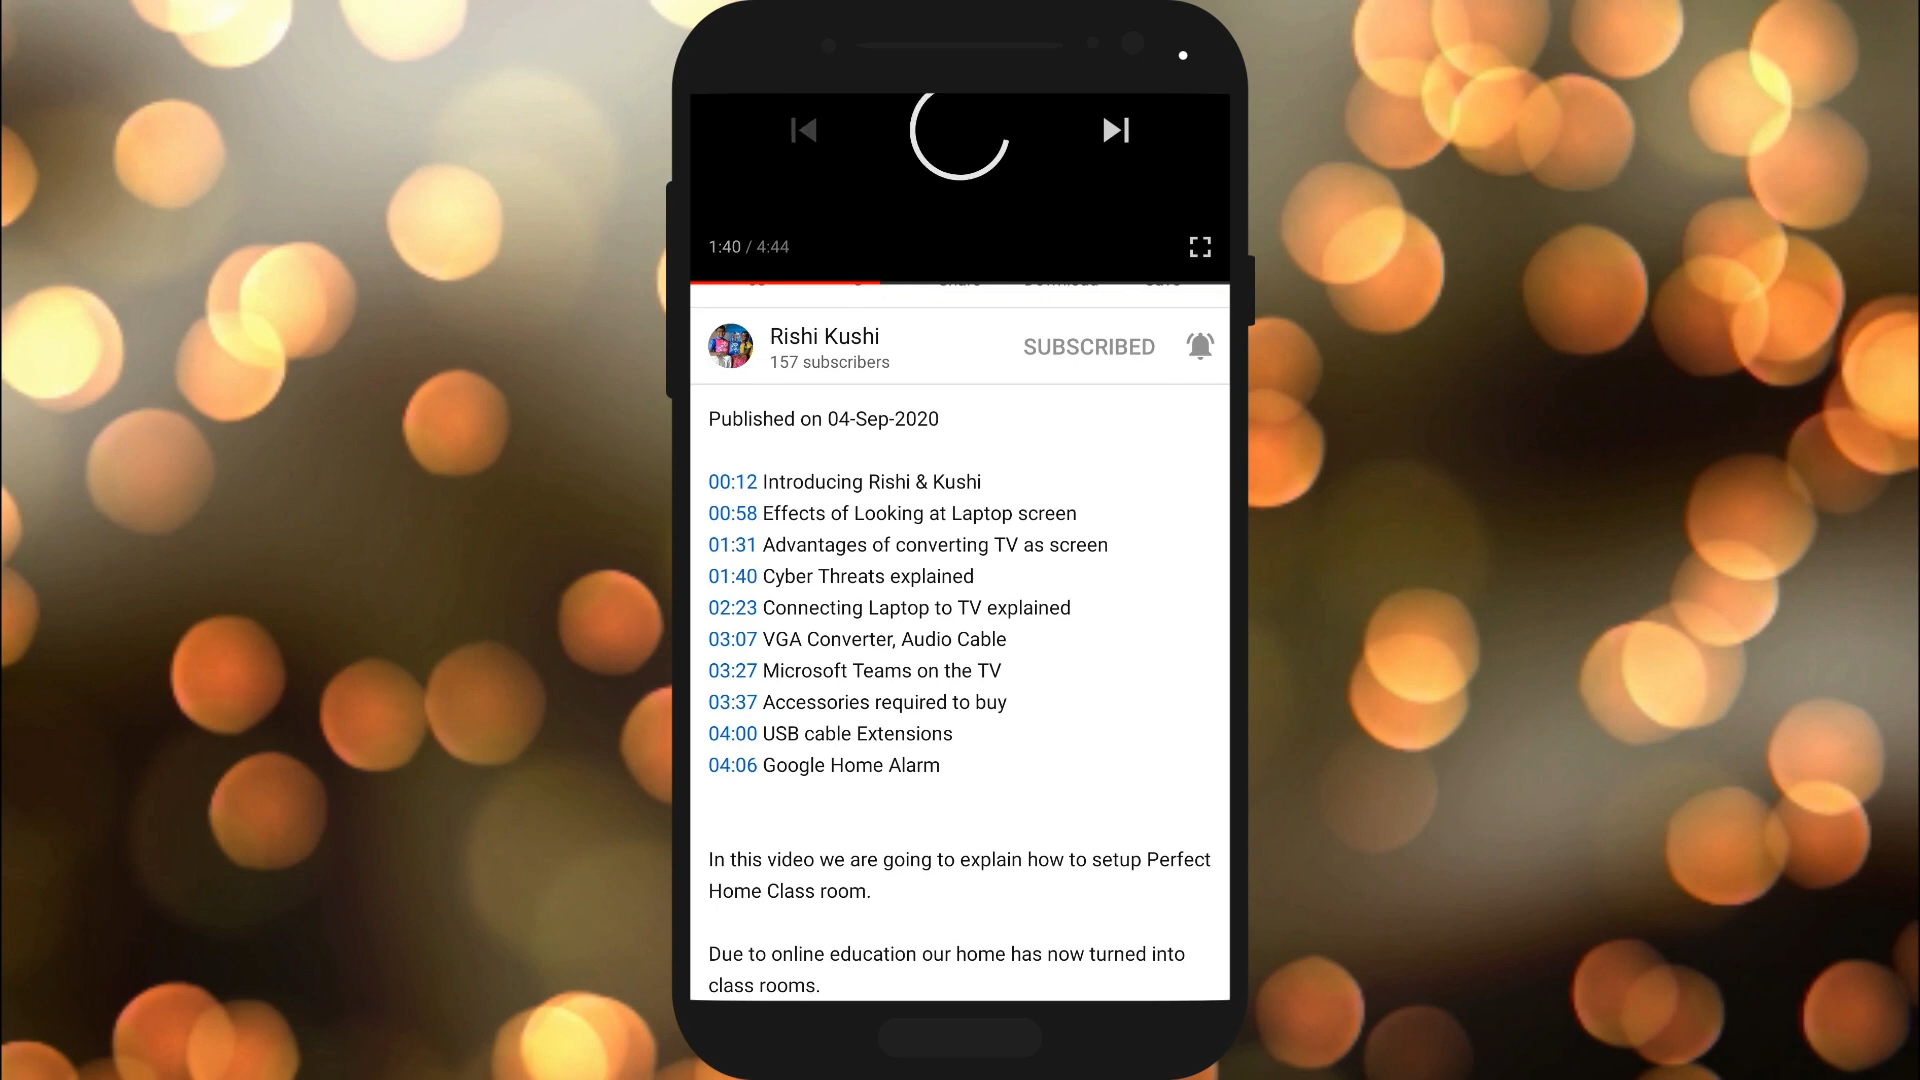 1:40 / 4:44
Rishi Kushi
157 subscribers
SUBSCRIBED
Published on 04-Sep-2020
00:12 Introducing Rishi & Kushi
00:58 Effects of Looking at Laptop screen
01:31 Advantages of converting TV as screen
01:40 Cyber Threats explained
02:23 Connecting Laptop to TV explained
03:07 VGA Converter, Audio Cable
03:27 Microsoft Teams on the TV
03:37 Accessories required to buy
04:00 USB cable Extensions
04:06 Google Home Alarm
In this video we are going to explain how to setup Perfect
Home Class room.
Due to online education our home has now turned into
class rooms.